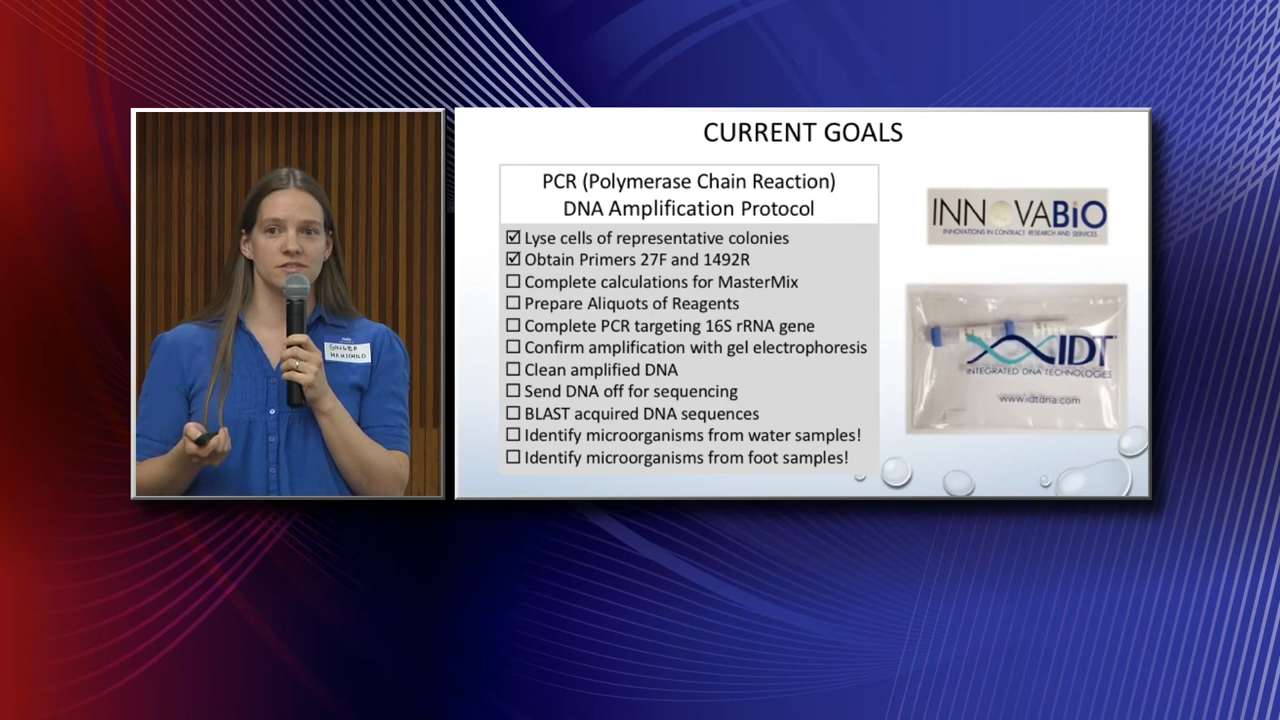 CURRENT GOALS
PCR (Polymerase Chain Reaction)
DNA Amplification Protocol
☑ Lyse cells of representative colonies
☑ Obtain Primers 27F and 1492R
☐ Complete calculations for MasterMix
☐ Prepare Aliquots of Reagents
☐ Complete PCR targeting 16S rRNA gene
☐ Confirm amplification with gel electrophoresis
☐ Clean amplified DNA
☐ Send DNA off for sequencing
☐ BLAST acquired DNA sequences
☐ Identify microorganisms from water samples!
☐ Identify microorganisms from foot samples!
INNOVABIO
INNOVATIONS IN CONTRACT RESEARCH AND SERVICES
IDT
INTEGRATED DNA TECHNOLOGIES
www.idtdna.com
GINGER